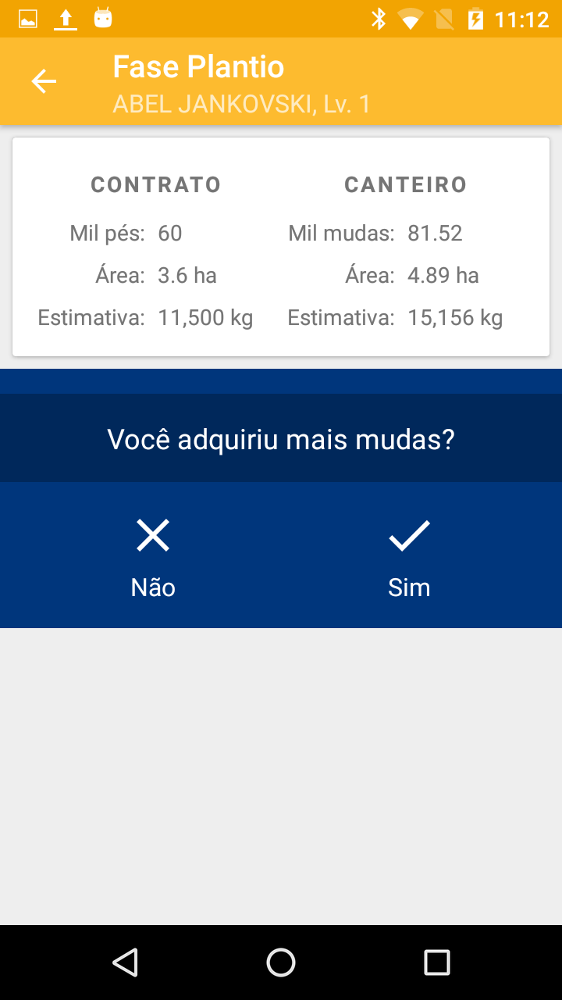 11:12
Fase Plantio
ABEL JANKOVSKI, Lv. 1
CONTRATO
Mil pés: 60
Área: 3.6 ha
Estimativa: 11,500 kg
CANTEIRO
Mil mudas: 81.52
Área: 4.89 ha
Estimativa: 15,156 kg
Você adquiriu mais mudas?
Não
Sim